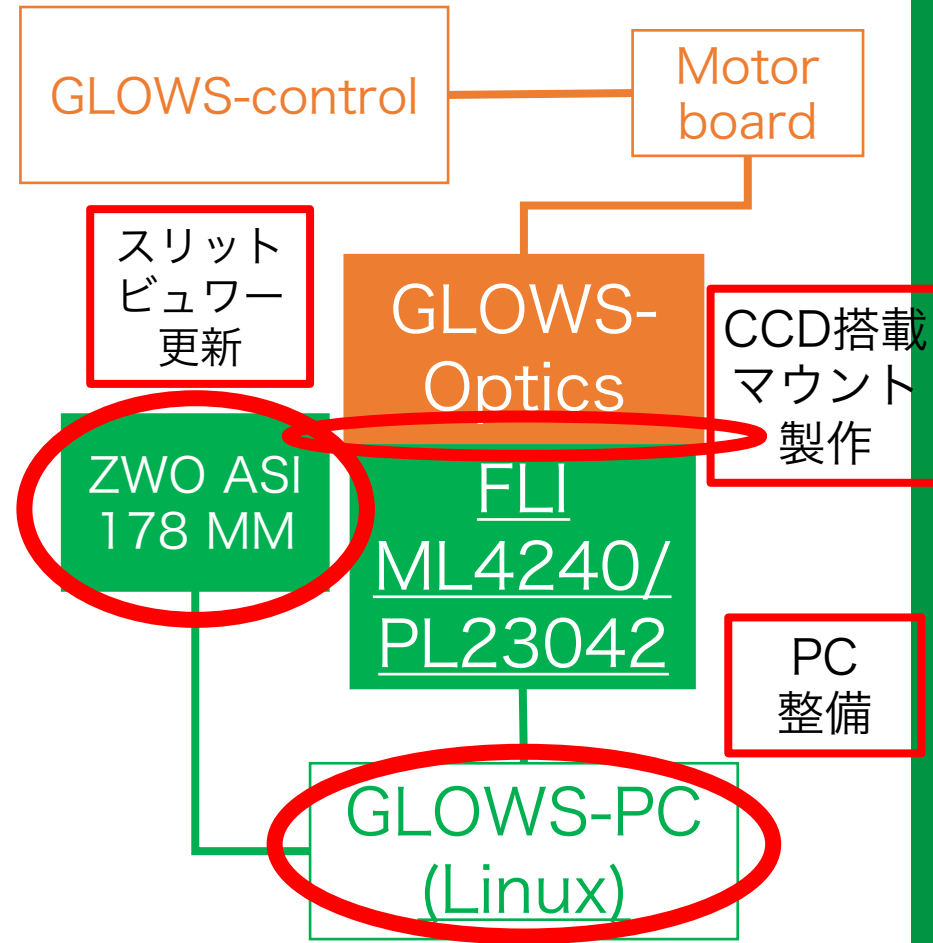 GLOWS-control
Motor
board
スリット
ビュワー
更新
GLOWS-
Optics
CCD搭載
マウント
製作
ZWO ASI
178 MM
FLI
ML4240/
PL23042
PC
整備
GLOWS-PC
(Linux)